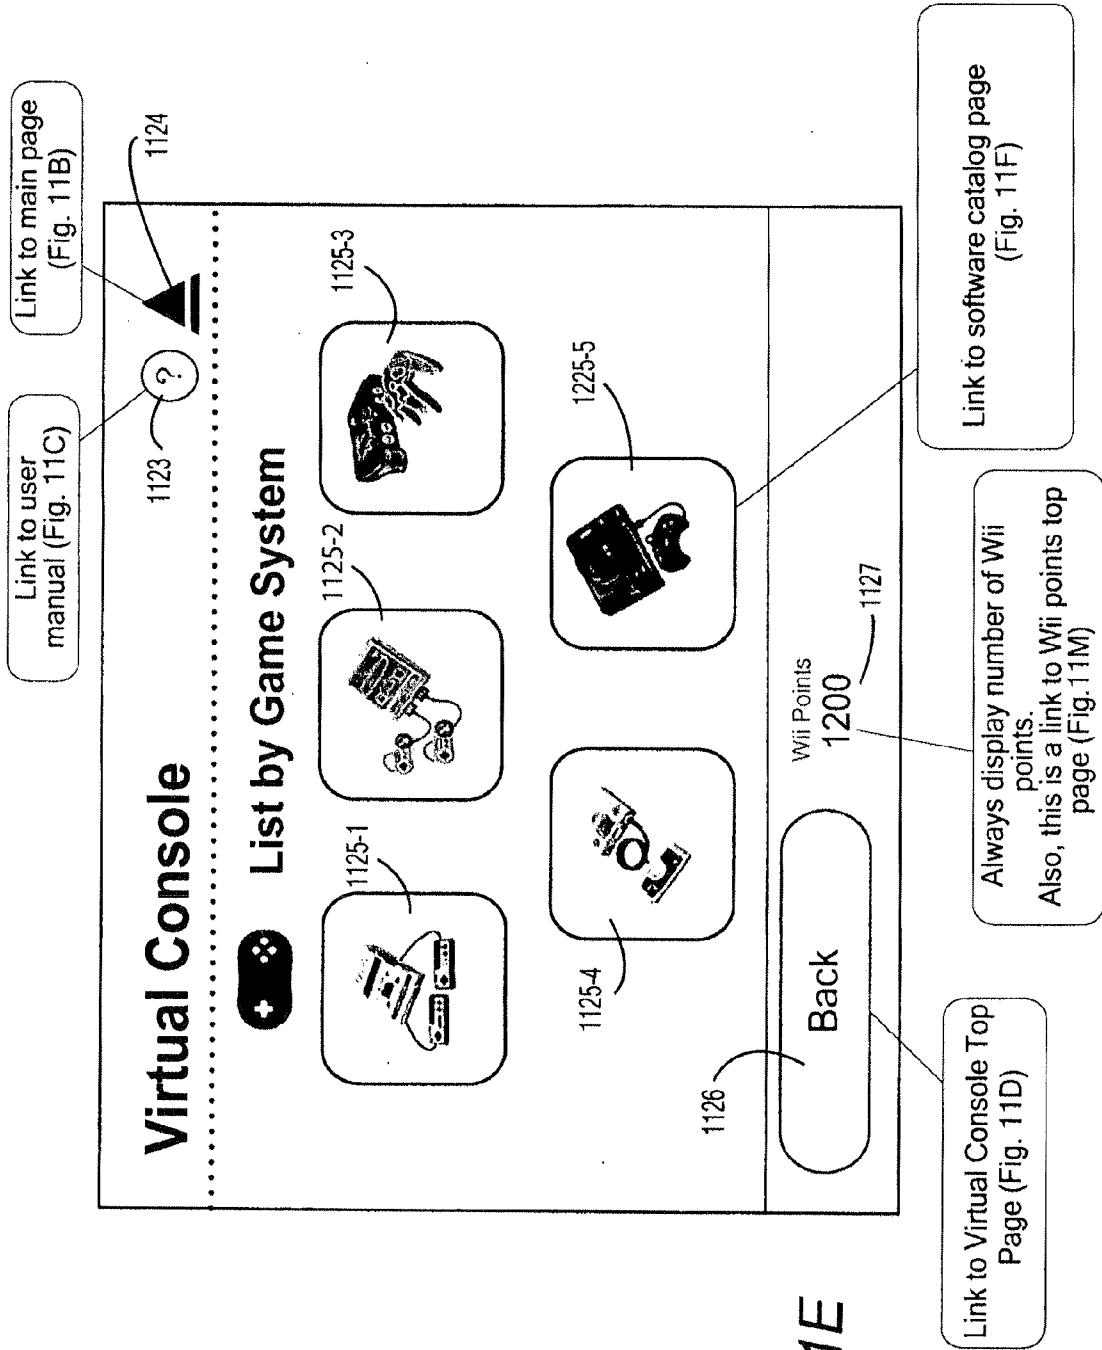 Link to user
manual (Fig. 11C)
Link to main page
(Fig. 11B)
1123
1124
Virtual Console
?
List by Game System
1125-1
1125-2
1125-3
1125-4
1225-5
1126
Back
Wii Points
1200
1127
Link to Virtual Console Top
Page (Fig. 11D)
Always display number of Wii
points.
Also, this is a link to Wii points top
page (Fig.11M)
Link to software catalog page
(Fig. 11F)
1E